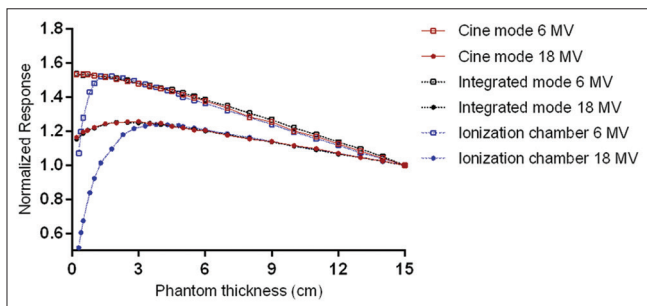 1.8
1.6
1.4
1.2
1.0
0.8
0.6
Normalized Response
0 3 6 9 12 15
Phantom thickness (cm)
Cine mode 6 MV
Cine mode 18 MV
Integrated mode 6 MV
Integrated mode 18 MV
Ionization chamber 6 MV
Ionization chamber 18 MV